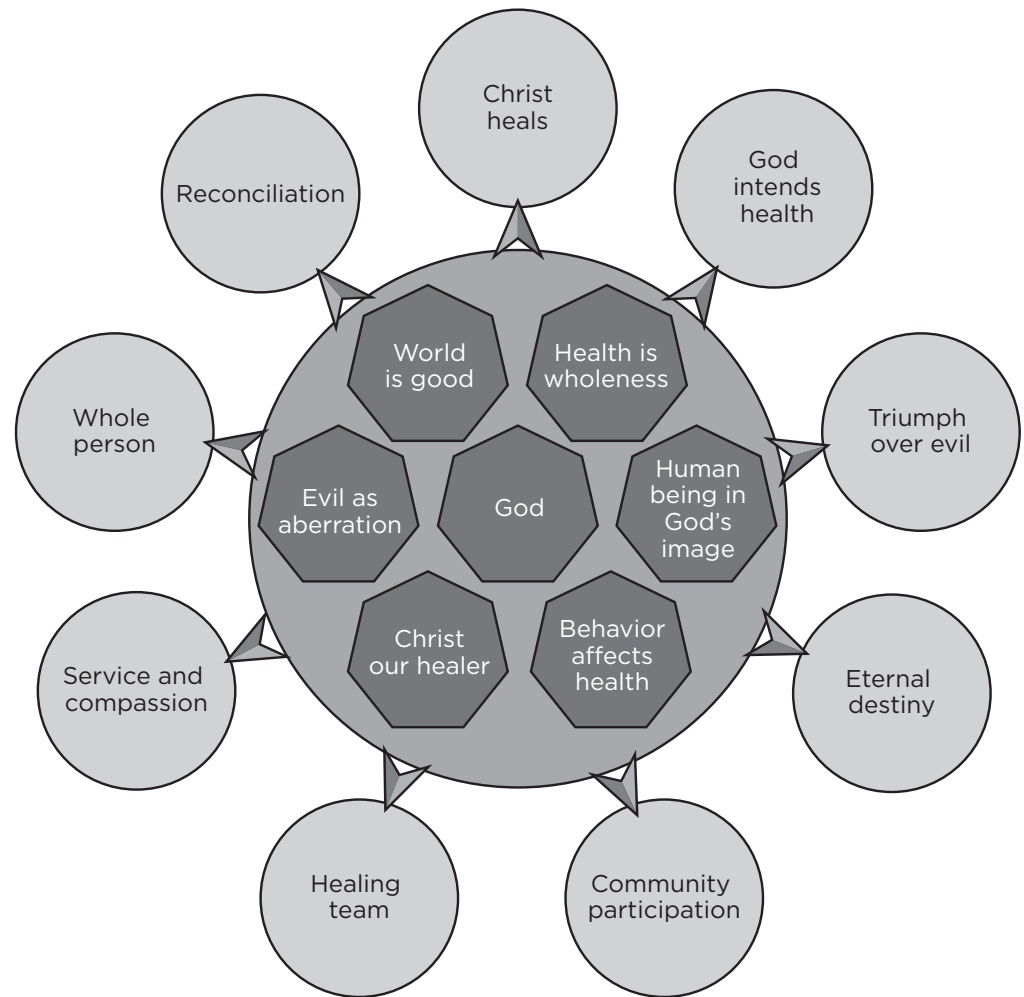 Christ
heals
God
intends
health
Reconciliation
World
is good
Health is
wholeness
Whole
person
Triumph
over evil
Evil as
aberration
God
Human
being in
God's
image
Christ
our healer
Behavior
affects
health
Service and
compassion
Eternal
destiny
Healing
team
Community
participation